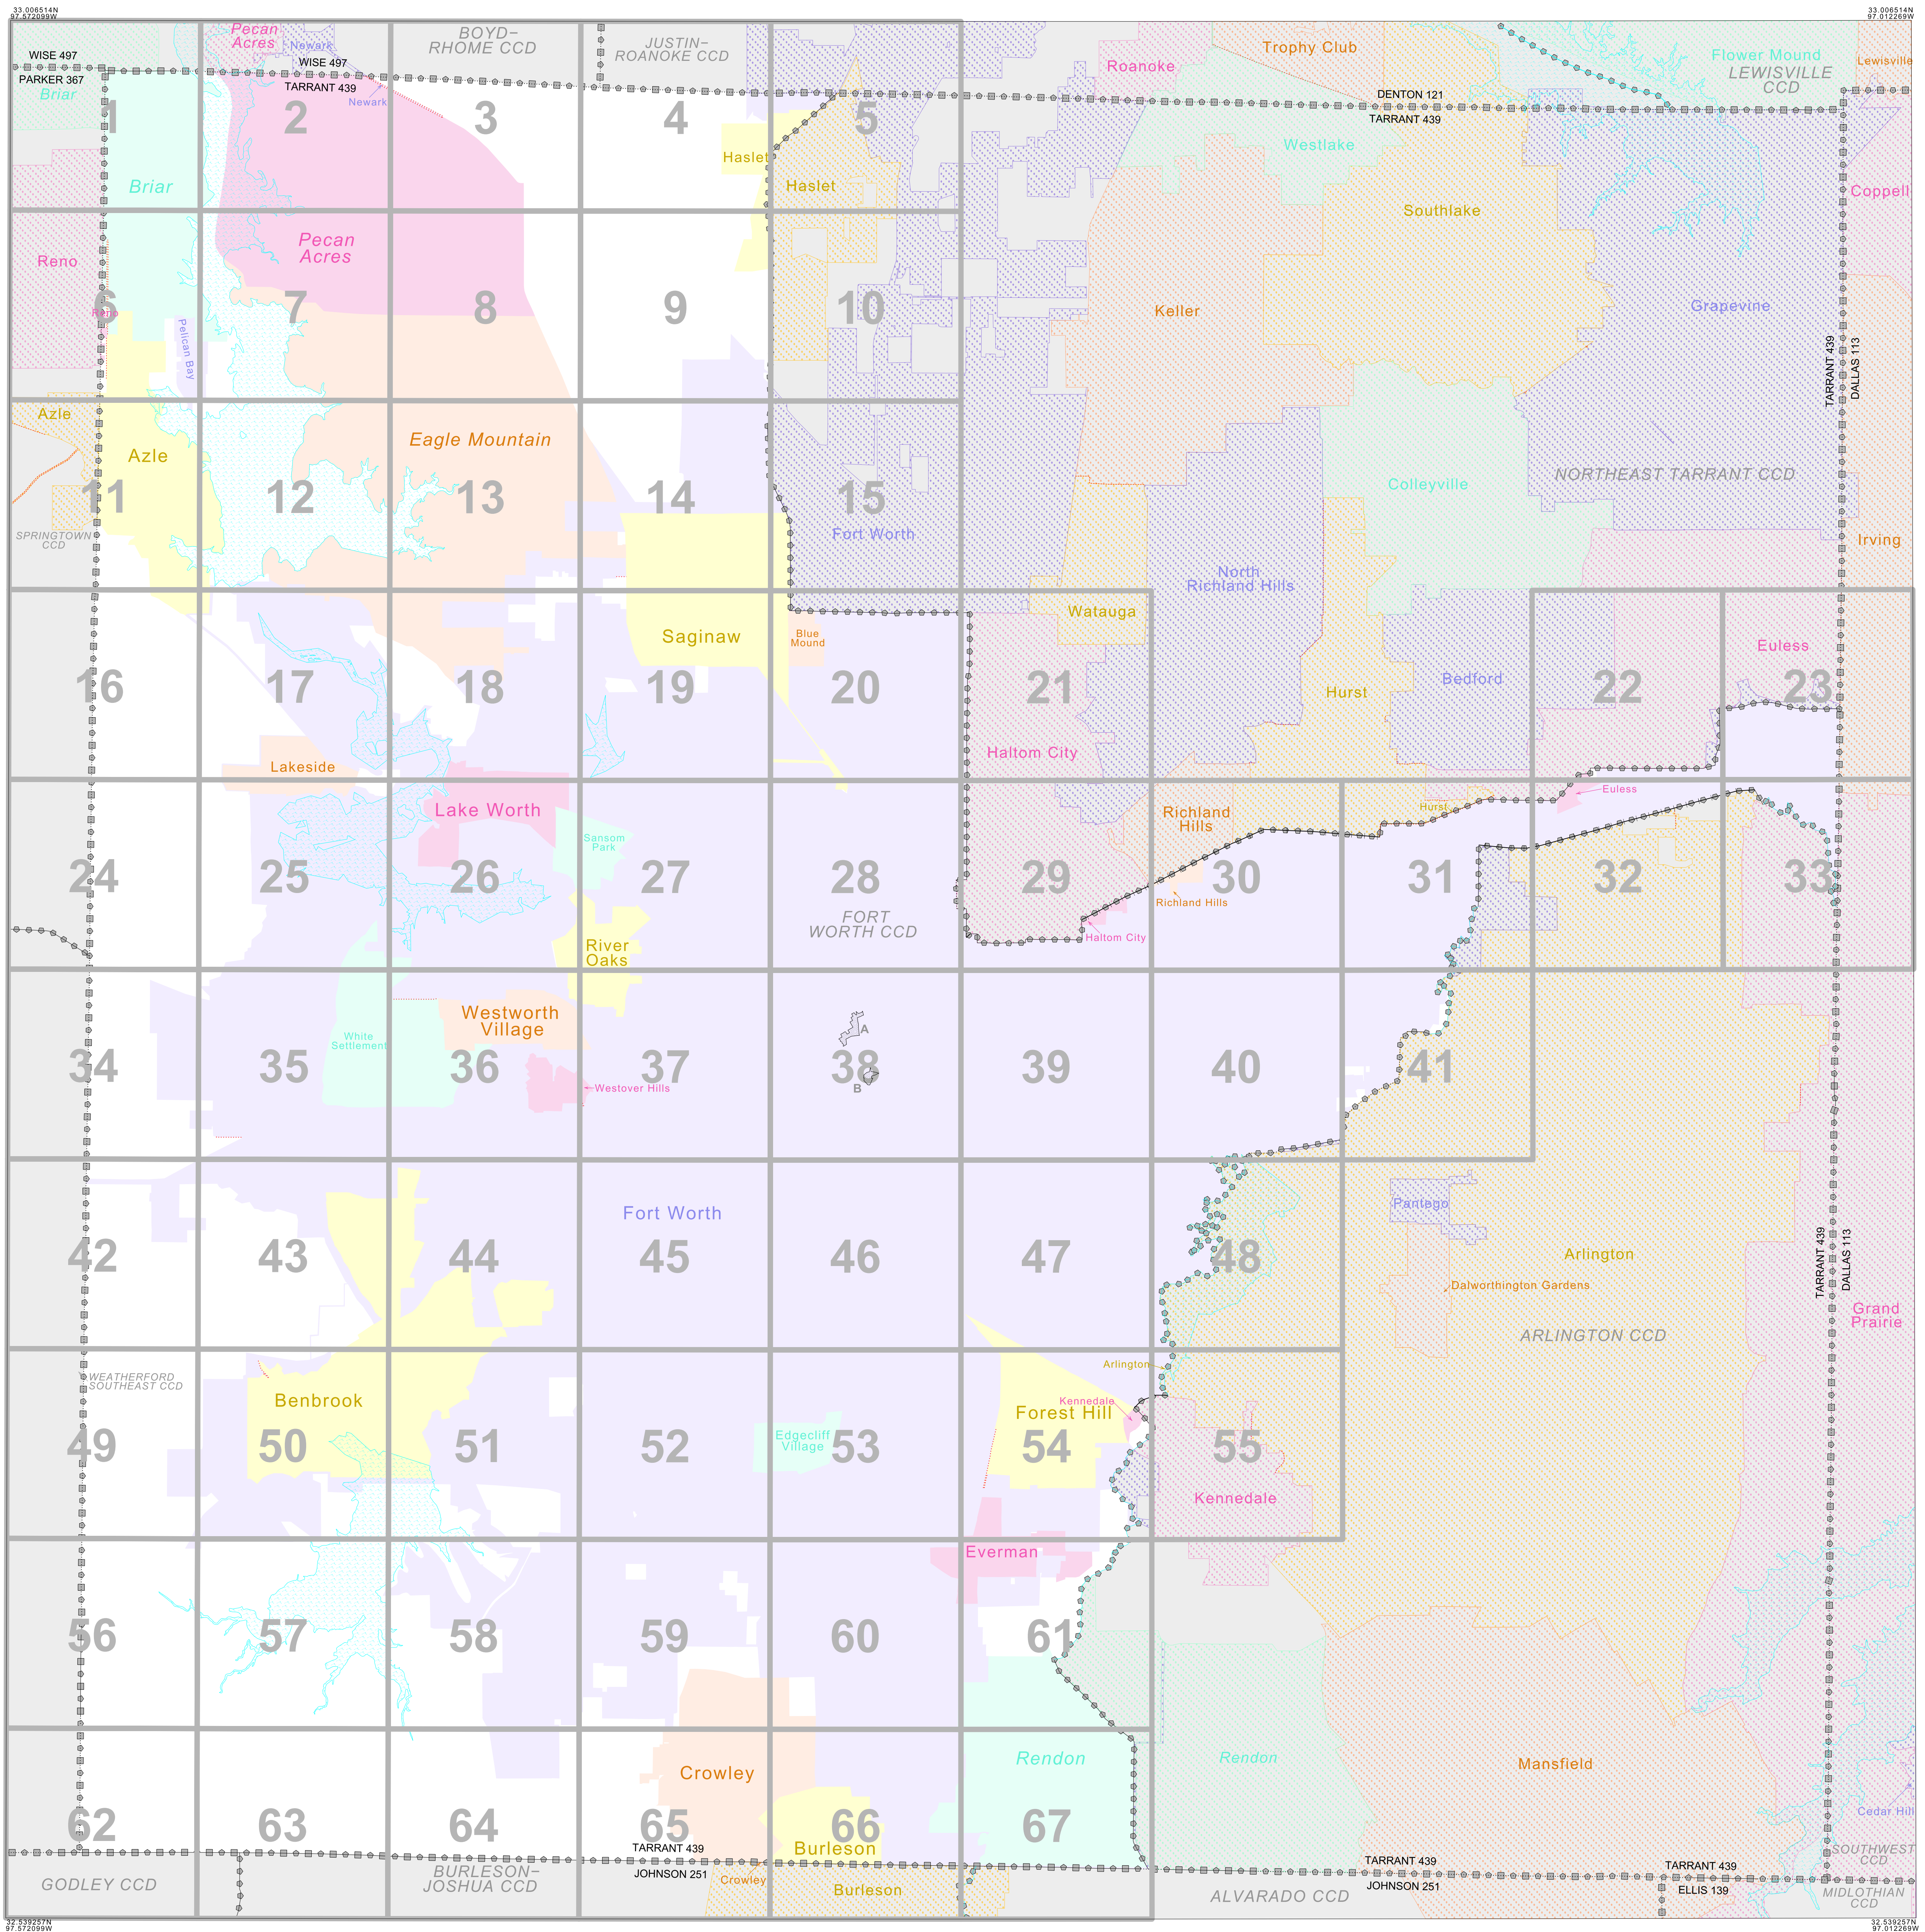 33.006514N
97.572099W
33.006514N
97.012269W
Pecan
Acres
Newark
BOYD–
RHOME CCD
JUSTIN–
ROANOKE CCD
Trophy Club
Roanoke
Flower Mound
LEWISVILLE
CCD
Lewisville
WISE 497
PARKER 367
Briar
WISE 497
TARRANT 439
Newark
DENTON 121
TARRANT 439
1
2
3
4
5
Haslet
Haslet
Westlake
Briar
Coppell
Southlake
Pecan
Acres
Reno
Reno
6
7
8
9
10
Keller
Grapevine
Pelican Bay
TARRANT 439
DALLAS 113
Azle
Azle
Eagle Mountain
Colleyville
NORTHEAST TARRANT CCD
11
12
13
14
15
SPRINGTOWN
CCD
Fort Worth
Irving
North
Richland Hills
Watauga
Saginaw
Blue
Mound
Euless
16
17
18
19
20
21
22
23
Hurst
Bedford
Haltom City
Lakeside
Lake Worth
Sansom
Park
Richland
Hills
Hurst
Euless
24
25
26
27
28
29
30
31
32
33
Richland Hills
FORT
WORTH CCD
Haltom City
River
Oaks
White
Settlement
Westworth
Village
Westover Hills
A
B
34
35
36
37
38
39
40
41
Fort Worth
Pantego
Arlington
42
43
44
45
46
47
48
TARRANT 439
DALLAS 113
Dalworthington Gardens
ARLINGTON CCD
Grand
Prairie
WEATHERFORD
SOUTHEAST CCD
Arlington
Benbrook
Kennedale
Forest Hill
Edgecliff
Village
49
50
51
52
53
54
55
Kennedale
Everman
56
57
58
59
60
61
Rendon
Rendon
Crowley
Mansfield
Cedar Hill
62
63
64
65
66
67
Burleson
TARRANT 439
JOHNSON 251
TARRANT 439
JOHNSON 251
TARRANT 439
ELLIS 139
SOUTHWEST
CCD
GODLEY CCD
BURLESON–
JOSHUA CCD
Crowley
Burleson
ALVARADO CCD
MIDLOTHIAN
CCD
32.539257N
97.572099W
32.539257N
97.012269W